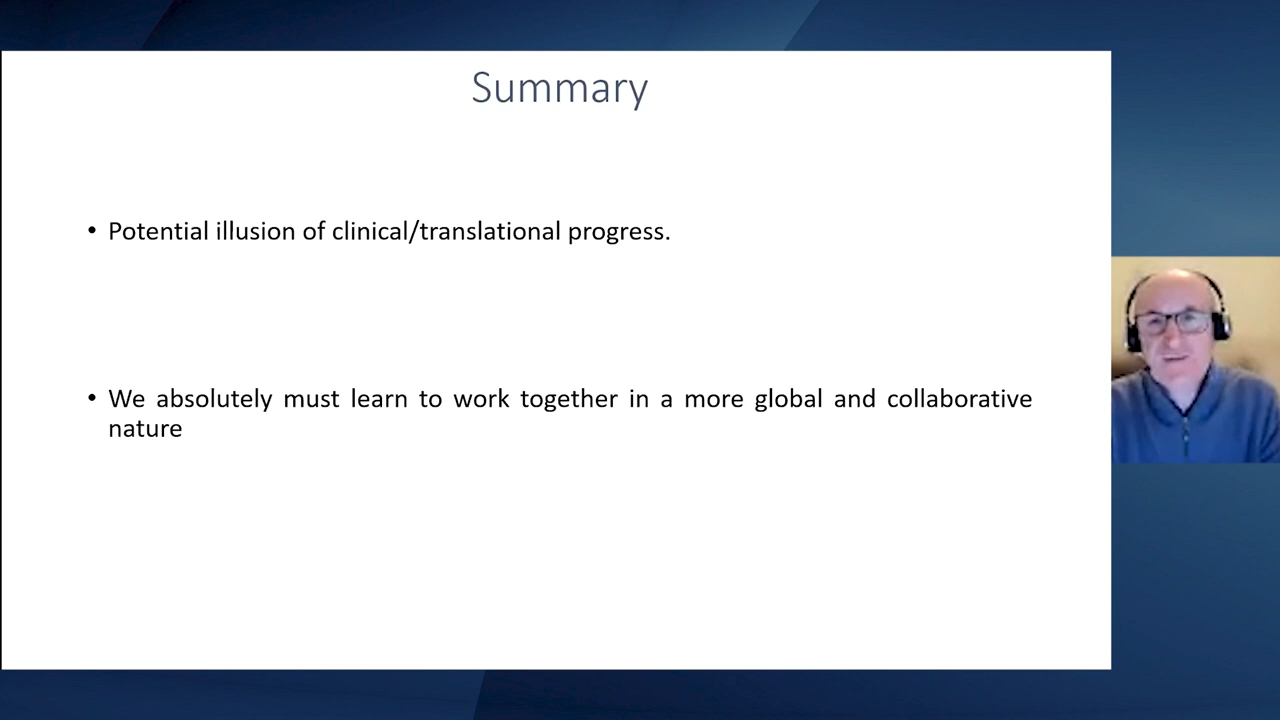 Summary
• Potential illusion of clinical/translational progress.
• We absolutely must learn to work together in a more global and collaborative
nature